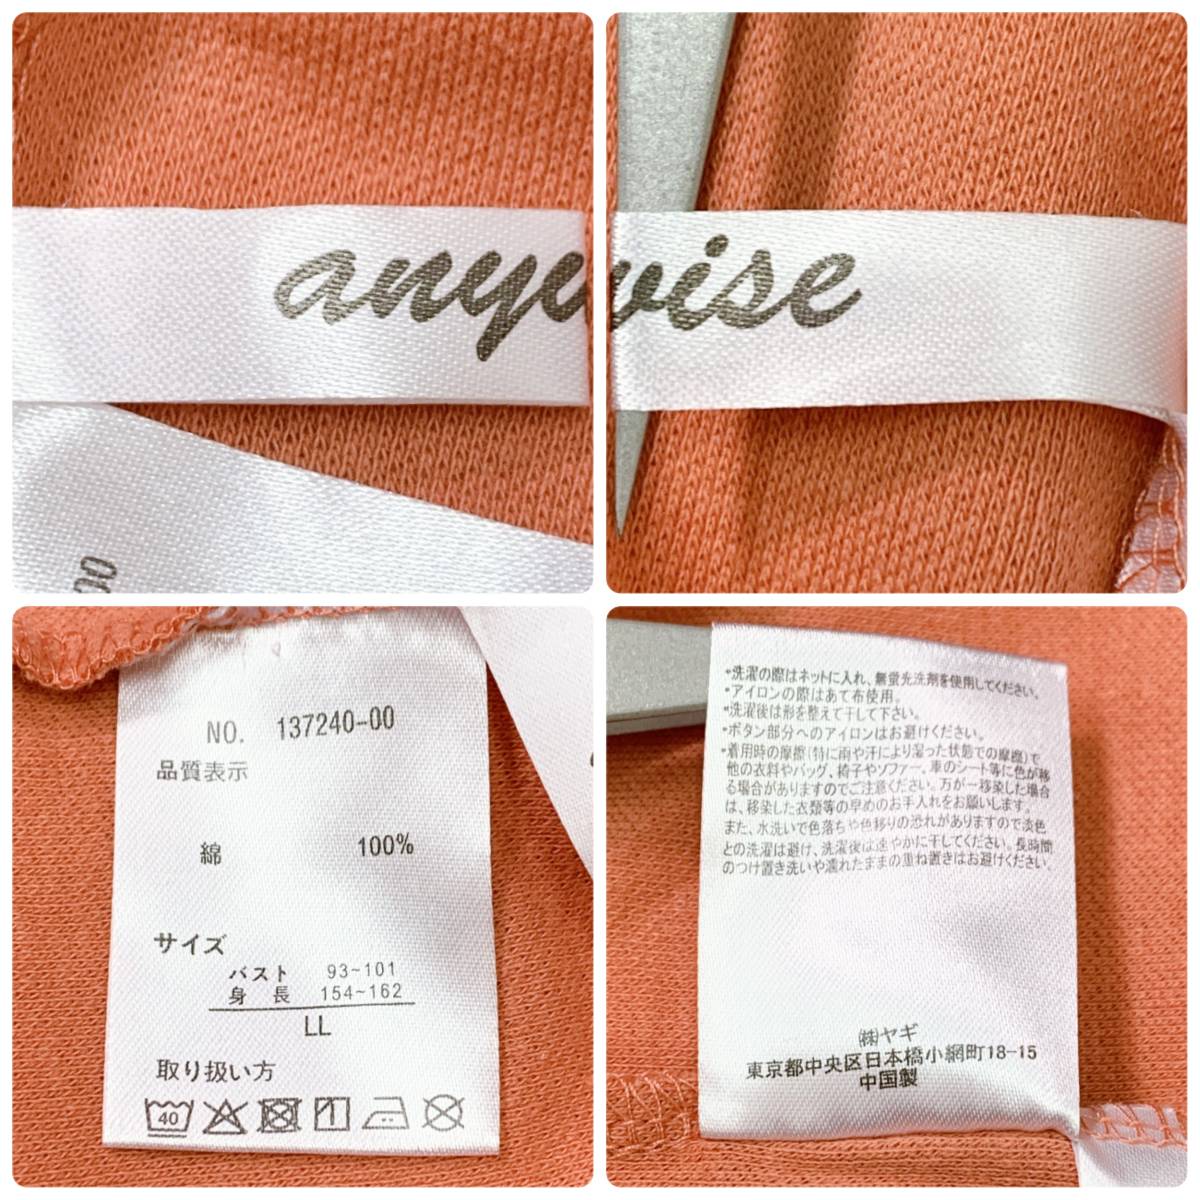 anyw
wise
00
NO. 137240-00
品質表示
綿 100%
サイズ
バスト 93~101
身長 154~162
LL
取り扱い方
40
*洗濯の際はネットに入れ、無蛍光洗剤を使用してください。
*アイロンの際はあて布使用。
*洗濯後は形を整えて干して下さい。
*ボタン部分へのアイロンはお避けください。
*着用時の摩擦(特に雨や汗により湿った状態での摩擦)で
他の衣料やバッグ、椅子やソファー、車のシート等に色が移
る場合がありますのでご注意ください。万が一移染した場合
は、移染した衣類等の早めのお手入れをお願いします。
また、水洗いで色落ちや色移りの恐れがありますので淡色
との洗濯は避け、洗濯後は速やかに干してください。長時間
のつけ置き洗いや濡れたままの重ね置きはお避けください。
㈱ヤギ
東京都中央区日本橋小網町18-15
中国製